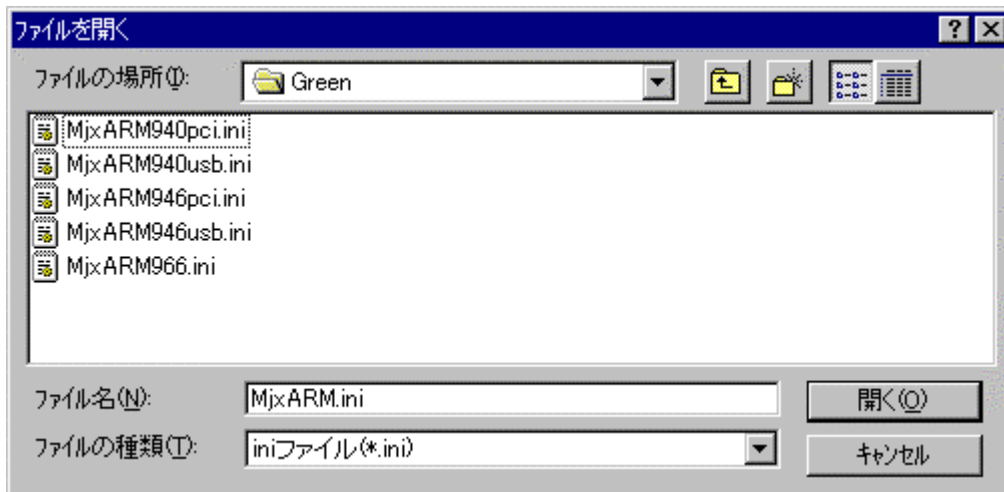 ファイルを開く
ファイルの場所(I): Green
MjxARM940pci.ini
MjxARM940usb.ini
MjxARM946pci.ini
MjxARM946usb.ini
MjxARM966.ini
ファイル名(N): MjxARM.ini 開く(O)
ファイルの種類(T): iniファイル(*.ini) キャンセル